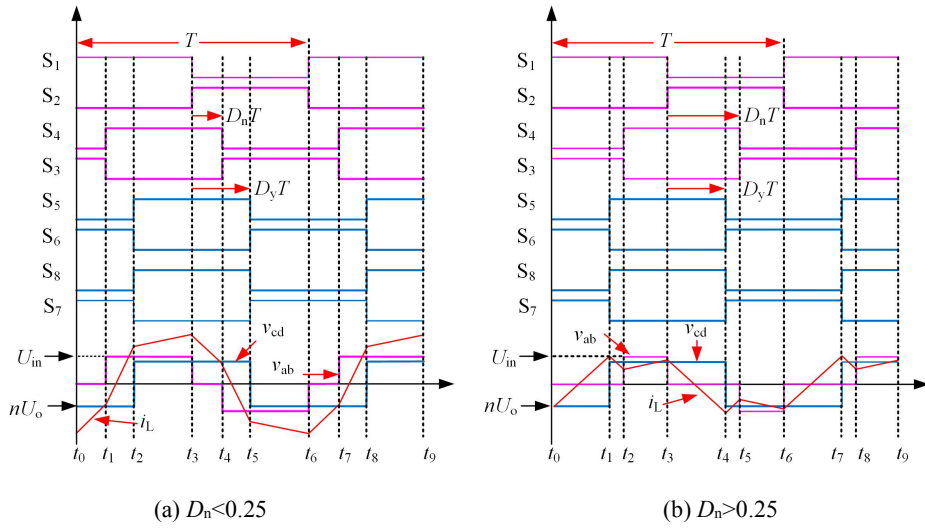 T
S1
S2
DnT
S4
S3
DyT
S5
S6
S8
S7
vcd
Uin
vab
nUo
iL
t0 t1 t2 t3 t4 t5 t6 t7 t8 t9
(a) Dn<0.25
T
S1
S2
DnT
S4
S3
DyT
S5
S6
S8
S7
vab
vcd
Uin
nUo
iL
t0 t1 t2 t3 t4 t5 t6 t7 t8 t9
(b) Dn>0.25